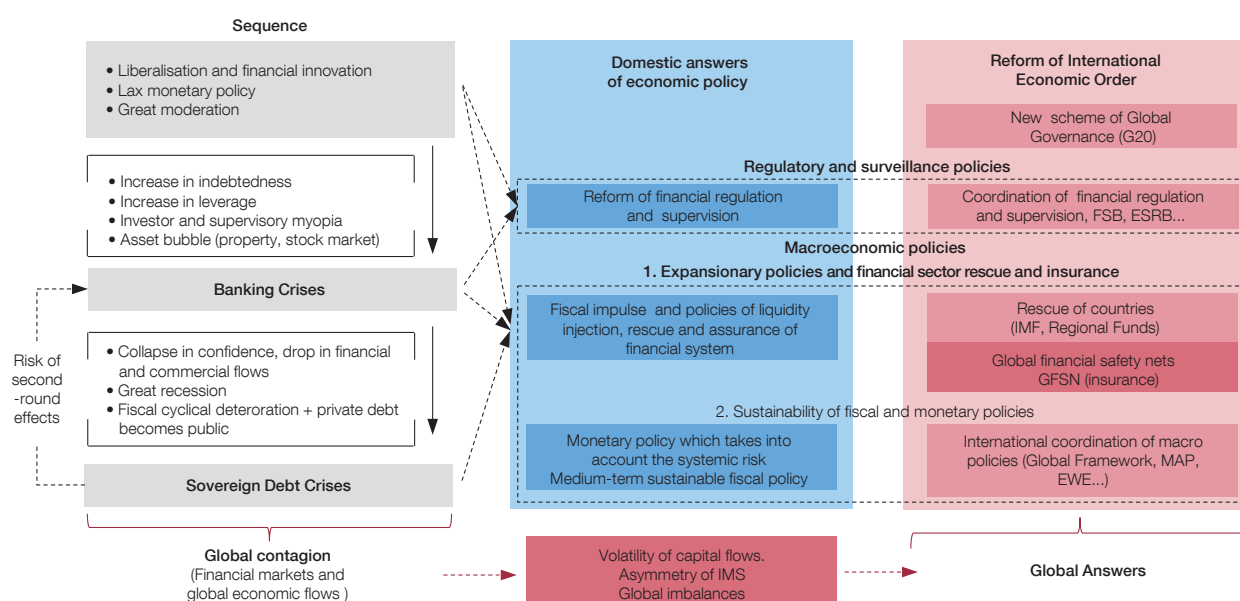 Sequence
• Liberalisation and financial innovation
• Lax monetary policy
• Great moderation
• Increase in indebtedness
• Increase in leverage
• Investor and supervisory myopia
• Asset bubble (property, stock market)
Banking Crises
• Collapse in confidence, drop in financial
and commercial flows
• Great recession
• Fiscal cyclical deteroration + private debt
becomes public
Risk of
second
-round
effects
Sovereign Debt Crises
Global contagion
(Financial markets and
global economic flows )
Domestic answers
of economic policy
Reform of International
Economic Order
New scheme of Global
Governance (G20)
Regulatory and surveillance policies
Reform of financial regulation
and supervision
Coordination of financial regulation
and supervision, FSB, ESRB...
Macroeconomic policies
1. Expansionary policies and financial sector rescue and insurance
Fiscal impulse and policies of liquidity
injection, rescue and assurance of
financial system
Rescue of countries
(IMF, Regional Funds)
Global financial safety nets
GFSN (insurance)
2. Sustainability of fiscal and monetary policies
Monetary policy which takes into
account the systemic risk
Medium-term sustainable fiscal policy
International coordination of macro
policies (Global Framework, MAP,
EWE...)
Volatility of capital flows.
Asymmetry of IMS
Global imbalances
Global Answers